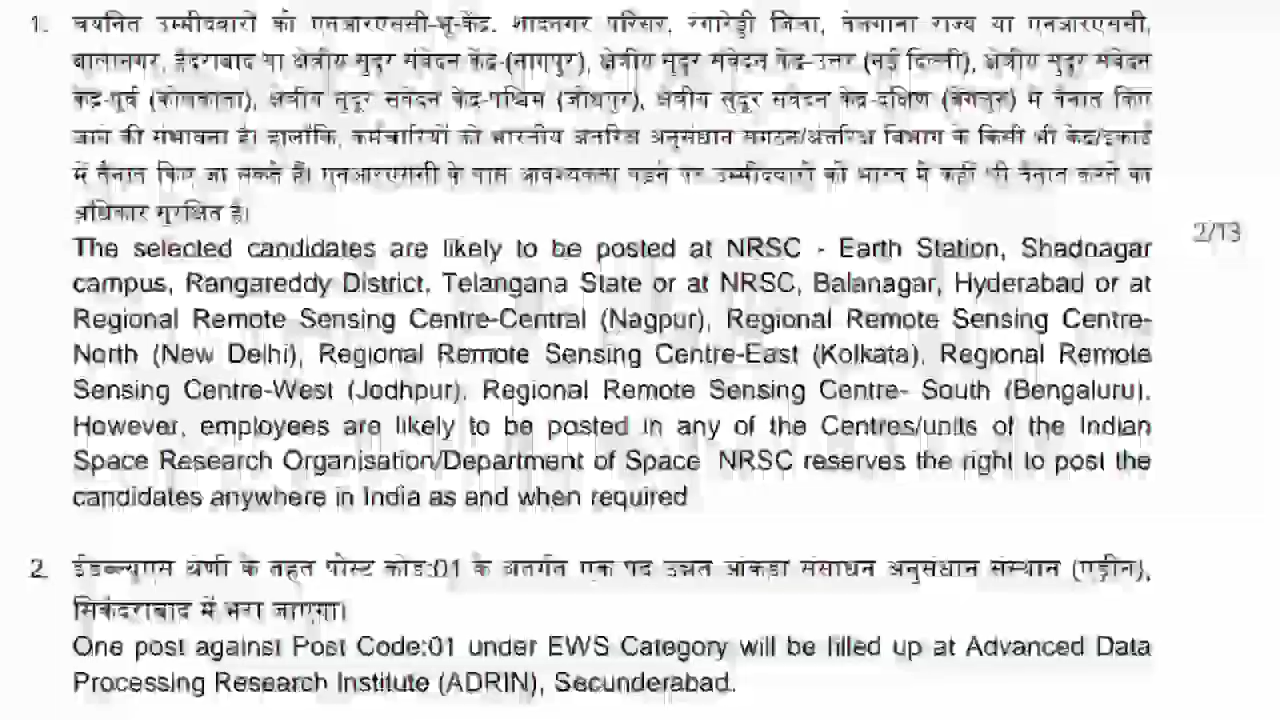 1. चयनित उम्मीदवारों को एनआरएससी-भू-केंद्र, शादनगर परिसर, रंगारेड्डी जिला, तेलंगाना राज्य या एनआरएससी,
बालानगर, हैदराबाद या क्षेत्रीय सुदूर संवेदन केंद्र-(नागपुर), क्षेत्रीय सुदूर संवेदन केंद्र-उत्तर (नई दिल्ली), क्षेत्रीय सुदूर संवेदन
केंद्र-पूर्व (कोलकाता), क्षेत्रीय सुदूर संवेदन केंद्र-पश्चिम (जोधपुर), क्षेत्रीय सुदूर संवेदन केंद्र-दक्षिण (बेंगलुरु) में तैनात किए
जाने की संभावना है। हालांकि, कर्मचारियों को भारतीय अंतरिक्ष अनुसंधान संगठन/अंतरिक्ष विभाग के किसी भी केंद्र/इकाई
में तैनात किए जा सकते हैं। एनआरएससी के पास आवश्यकता पड़ने पर उम्मीदवारों को भारत में कहीं भी तैनात करने का
अधिकार सुरक्षित है।
2/13
The selected candidates are likely to be posted at NRSC - Earth Station, Shadnagar
campus, Rangareddy District, Telangana State or at NRSC, Balanagar, Hyderabad or at
Regional Remote Sensing Centre-Central (Nagpur), Regional Remote Sensing Centre-
North (New Delhi), Regional Remote Sensing Centre-East (Kolkata), Regional Remote
Sensing Centre-West (Jodhpur), Regional Remote Sensing Centre- South (Bengaluru).
However, employees are likely to be posted in any of the Centres/units of the Indian
Space Research Organisation/Department of Space NRSC reserves the right to post the
candidates anywhere in India as and when required
2. ईडब्ल्यूएस श्रेणी के तहत पोस्ट कोड:01 के अंतर्गत एक पद उन्नत आंकड़ा संसाधन अनुसंधान संस्थान (एड्रीन),
सिकंदराबाद में भरा जाएगा।
One post against Post Code:01 under EWS Category will be filled up at Advanced Data
Processing Research Institute (ADRIN), Secunderabad.